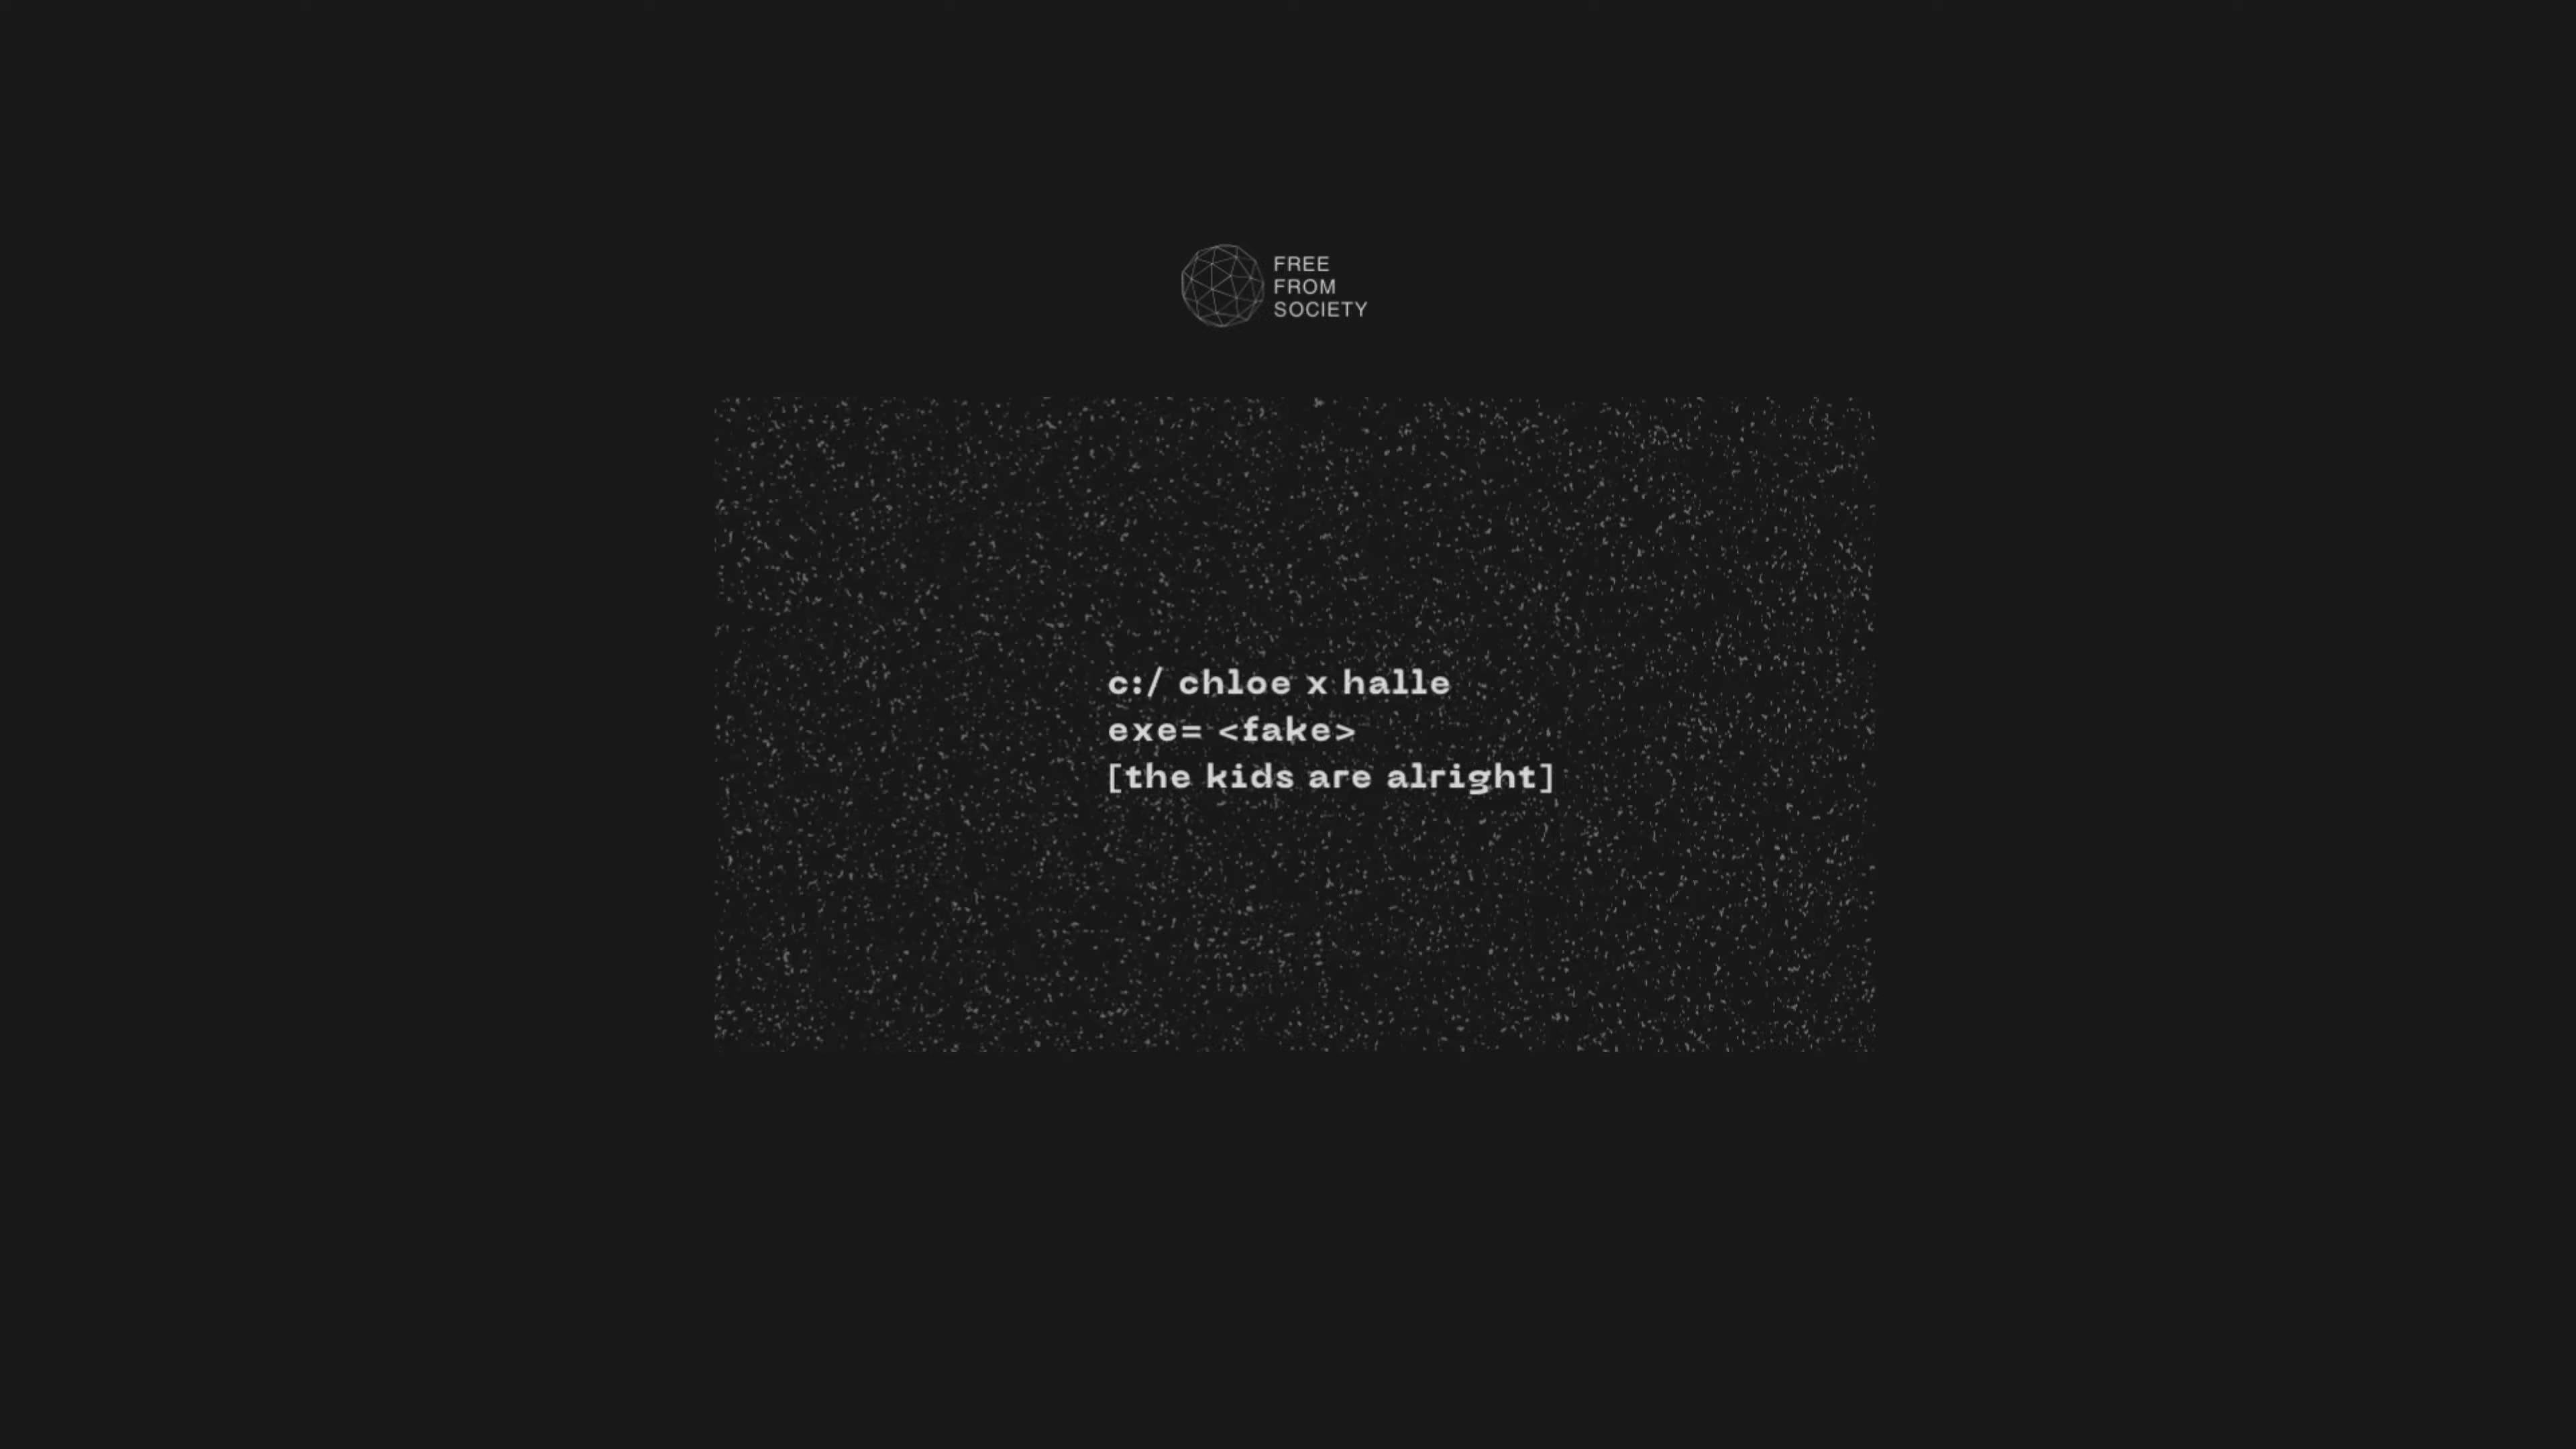 FREE
FROM
SOCIETY
c:/ chloe x halle
exe= <fake>
[the kids are alright]